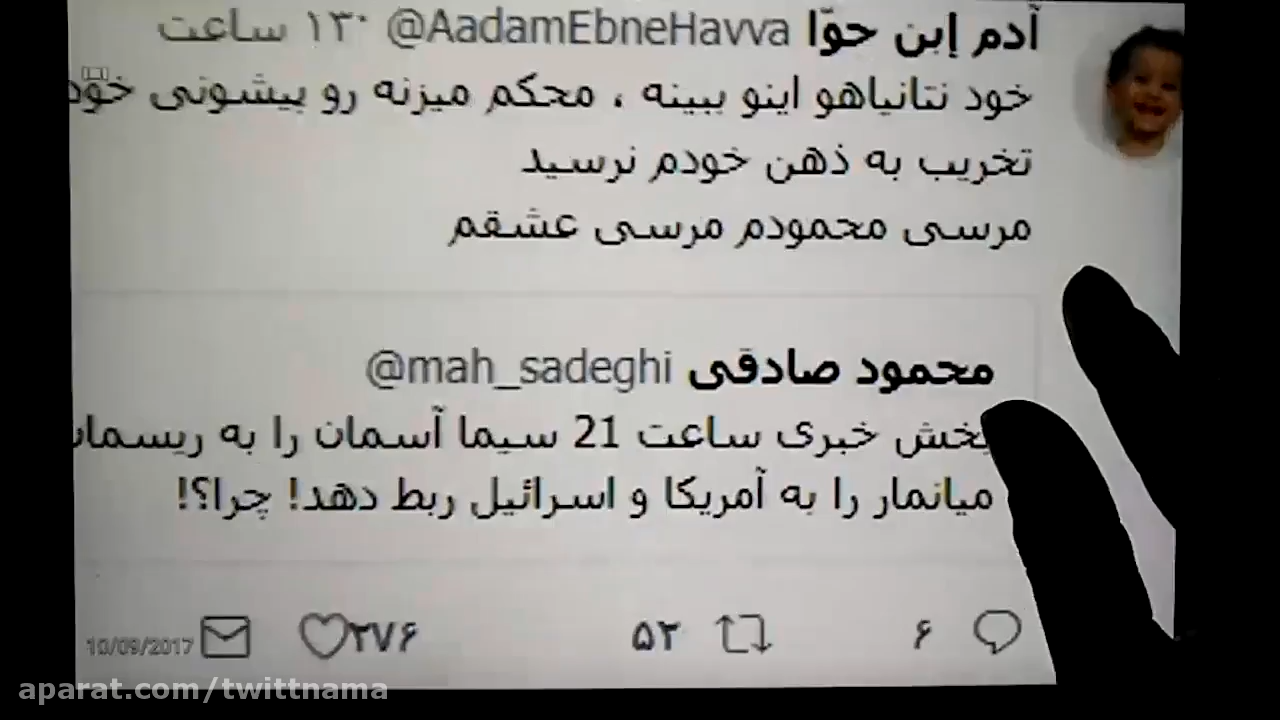 آدم إبن حوّا @AadamEbneHavva ۱۳۰ ساعت
خود نتانیاهو اینو ببینه ، محکم میزنه رو پیشونی
تخریب به ذهن خودم نرسید
مرسی محمودم مرسی عشقم
محمود صادقی @mah_sadeghi
بخش خبری ساعت 21 سیما آسمان را به
میانمار را به آمریکا و اسرائیل ربط دهد! چرا؟!
۶ ۵۲ ۲۷۶
10/09/2017
aparat.com/twittnama